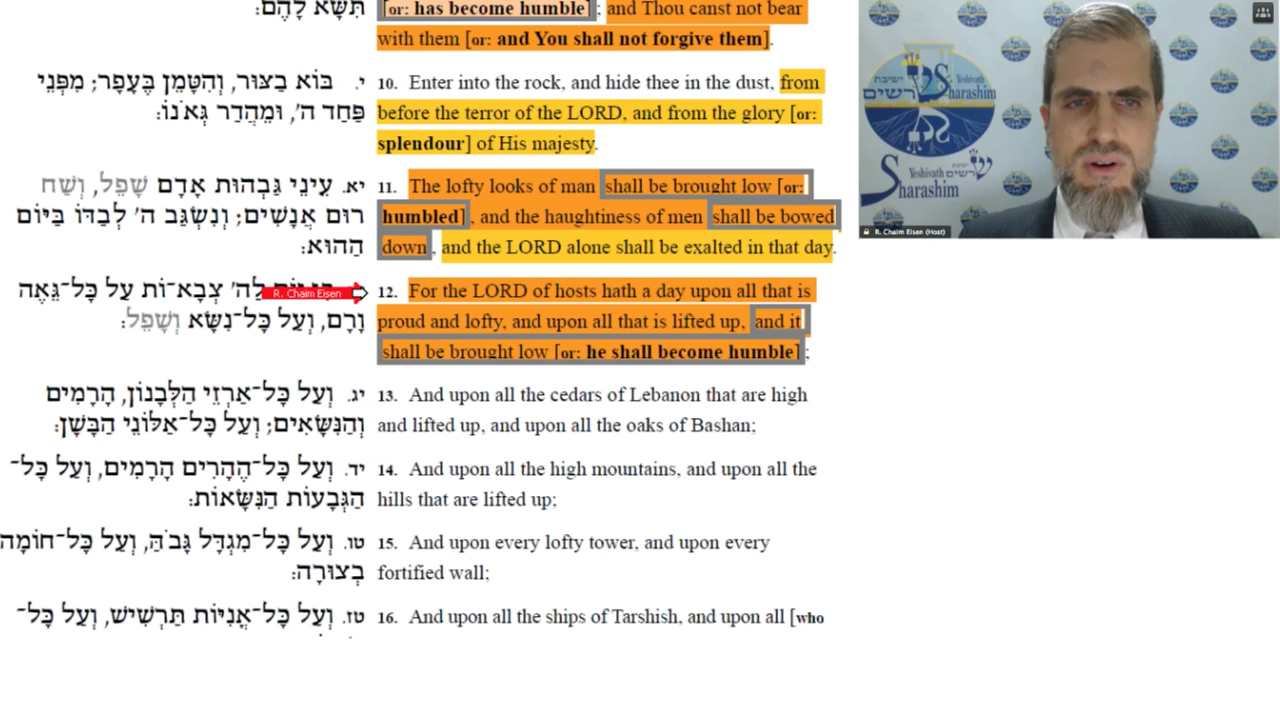 תִּשָּׂא לָהֶם:
[or: has become humble]; and Thou canst not bear
with them [or: and You shall not forgive them].
י. בּוֹא בַצּוּר, וְהִטָּמֵן בֶּעָפָר; מִפְּנֵי
פַּחַד ה', וּמֵהֲדַר גְּאֹנוֹ:
10. Enter into the rock, and hide thee in the dust, from
before the terror of the LORD, and from the glory [or:
splendour] of His majesty.
יא. עֵינֵי גַּבְהוּת אָדָם שָׁפֵל, וְשַׁח
רוּם אֲנָשִׁים; וְנִשְׂגַּב ה' לְבַדּוֹ בַּיּוֹם
הַהוּא:
11. The lofty looks of man shall be brought low [or:
humbled], and the haughtiness of men shall be bowed
down, and the LORD alone shall be exalted in that day.
לַה' צְבָא־וֹת עַל כָּל־גֵּאֶה
וָרָם, וְעַל כָּל־נִשָּׂא וְשָׁפֵל:
R. Chaim Eisen
12. For the LORD of hosts hath a day upon all that is
proud and lofty, and upon all that is lifted up, and it
shall be brought low [or: he shall become humble];
יג. וְעַל כָּל־אַרְזֵי הַלְּבָנוֹן, הָרָמִים
וְהַנִּשָּׂאִים; וְעַל כָּל־אַלּוֹנֵי הַבָּשָׁן:
13. And upon all the cedars of Lebanon that are high
and lifted up, and upon all the oaks of Bashan;
יד. וְעַל כָּל־הֶהָרִים הָרָמִים, וְעַל כָּל־
הַגְּבָעוֹת הַנִּשָּׂאוֹת:
14. And upon all the high mountains, and upon all the
hills that are lifted up;
טו. וְעַל כָּל־מִגְדָּל גָּבֹהַּ, וְעַל כָּל־חוֹמָה
בְצוּרָה:
15. And upon every lofty tower, and upon every
fortified wall;
טז. וְעַל כָּל־אֳנִיּוֹת תַּרְשִׁישׁ, וְעַל כָּל־
16. And upon all the ships of Tarshish, and upon all [who
ישיבת
שרשים
Yeshivath
Sharashim
Yeshivath ישיבת
Sharashim שרשים
R. Chaim Eisen (Host)